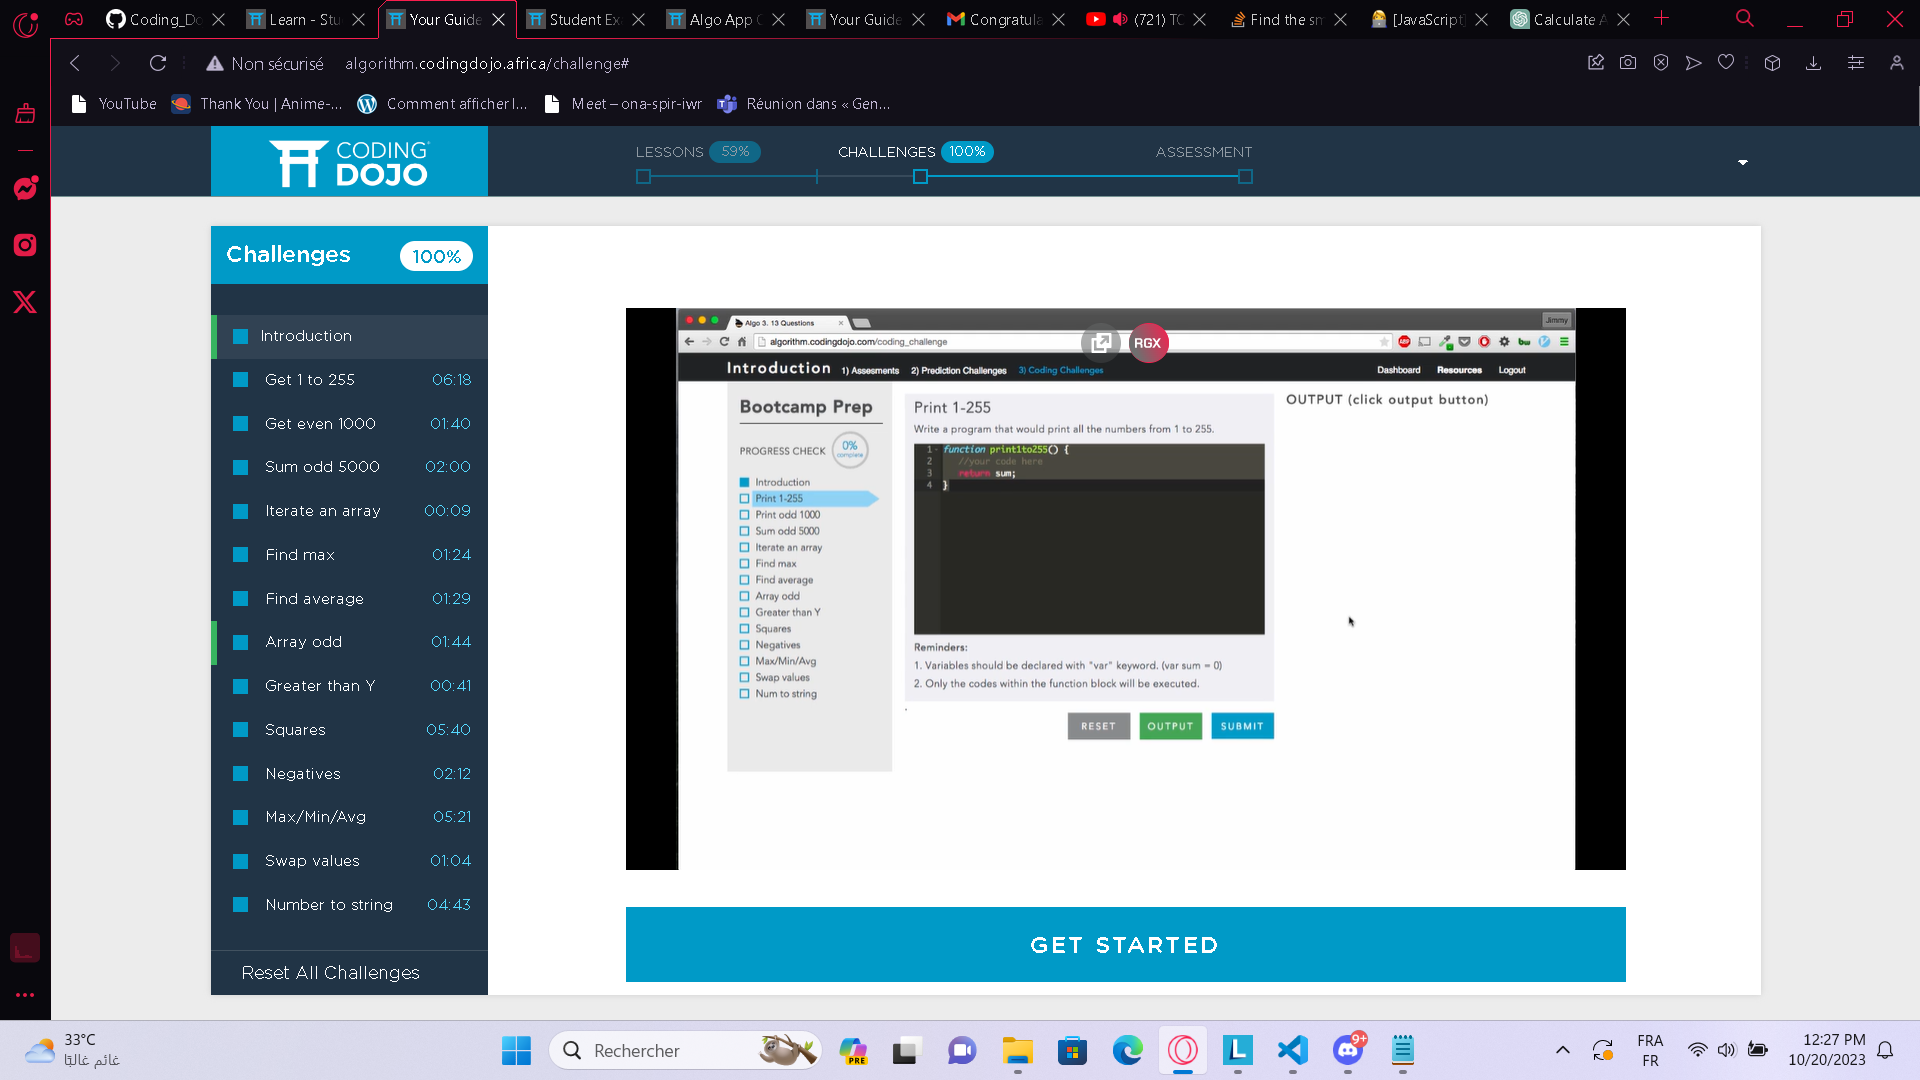 Coding_Do
Learn - Stu
Your Guide
Student Ex
Algo App C
Your Guide
Congratula
(721) TO
Find the sm
[JavaScript]
Calculate A
Non sécurisé
algorithm.codingdojo.africa/challenge#
YouTube
Thank You | Anime-...
Comment afficher l...
Meet – ona-spir-iwr
Réunion dans « Gen...
CODING
DOJO
LESSONS 59%
CHALLENGES 100%
ASSESSMENT
Challenges 100%
Introduction
Get 1 to 255 06:18
Get even 1000 01:40
Sum odd 5000 02:00
Iterate an array 00:09
Find max 01:24
Find average 01:29
Array odd 01:44
Greater than Y 00:41
Squares 05:40
Negatives 02:12
Max/Min/Avg 05:21
Swap values 01:04
Number to string 04:43
Reset All Challenges
Algo 3. 13 Questions
Jimmy
algorithm.codingdojo.com/coding_challenge
ABP
bw
RGX
Introduction 1) Assesments 2) Prediction Challenges 3) Coding Challenges Dashboard Resources Logout
Bootcamp Prep
PROGRESS CHECK 0%
complete
Introduction
Print 1-255
Print odd 1000
Sum odd 5000
Iterate an array
Find max
Find average
Array odd
Greater than Y
Squares
Negatives
Max/Min/Avg
Swap values
Num to string
Print 1-255
Write a program that would print all the numbers from 1 to 255.
1 function print1to255() {
2 //your code here
3 return sum;
4 }
Reminders:
1. Variables should be declared with "var" keyword. (var sum = 0)
2. Only the codes within the function block will be executed.
RESET OUTPUT SUBMIT
OUTPUT (click output button)
GET STARTED
33°C
غائم غالبًا
Rechercher
PRE
9+
FRA
FR
12:27 PM
10/20/2023